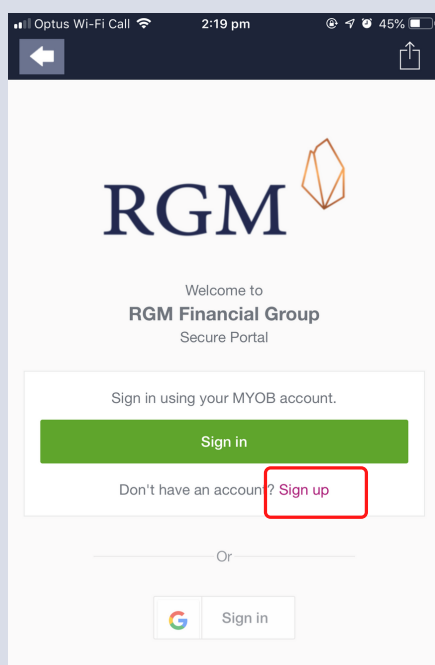 Optus Wi-Fi Call 2:19 pm 45%
RGM
Welcome to
RGM Financial Group
Secure Portal
Sign in using your MYOB account.
Sign in
Don't have an account? Sign up
Or
G Sign in